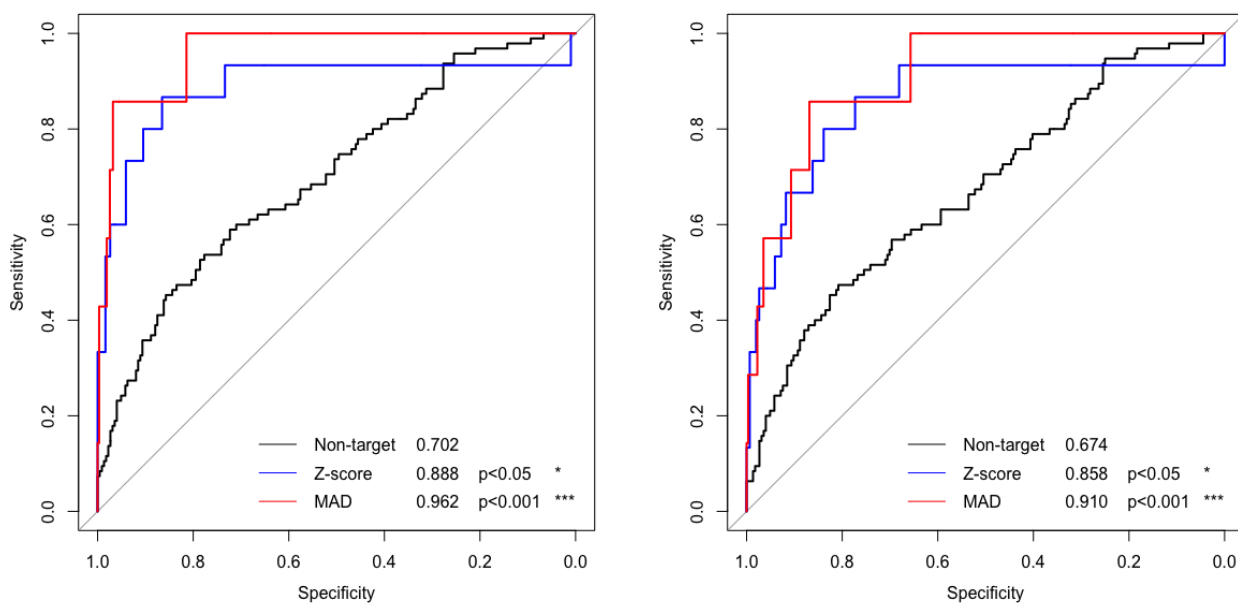 1.0
0.8
0.6
0.4
0.2
0.0
Sensitivity
Non-target 0.702
Z-score 0.888 p<0.05 *
MAD 0.962 p<0.001 ***
1.0 0.8 0.6 0.4 0.2 0.0
Specificity
1.0
0.8
0.6
0.4
0.2
0.0
Sensitivity
Non-target 0.674
Z-score 0.858 p<0.05 *
MAD 0.910 p<0.001 ***
1.0 0.8 0.6 0.4 0.2 0.0
Specificity